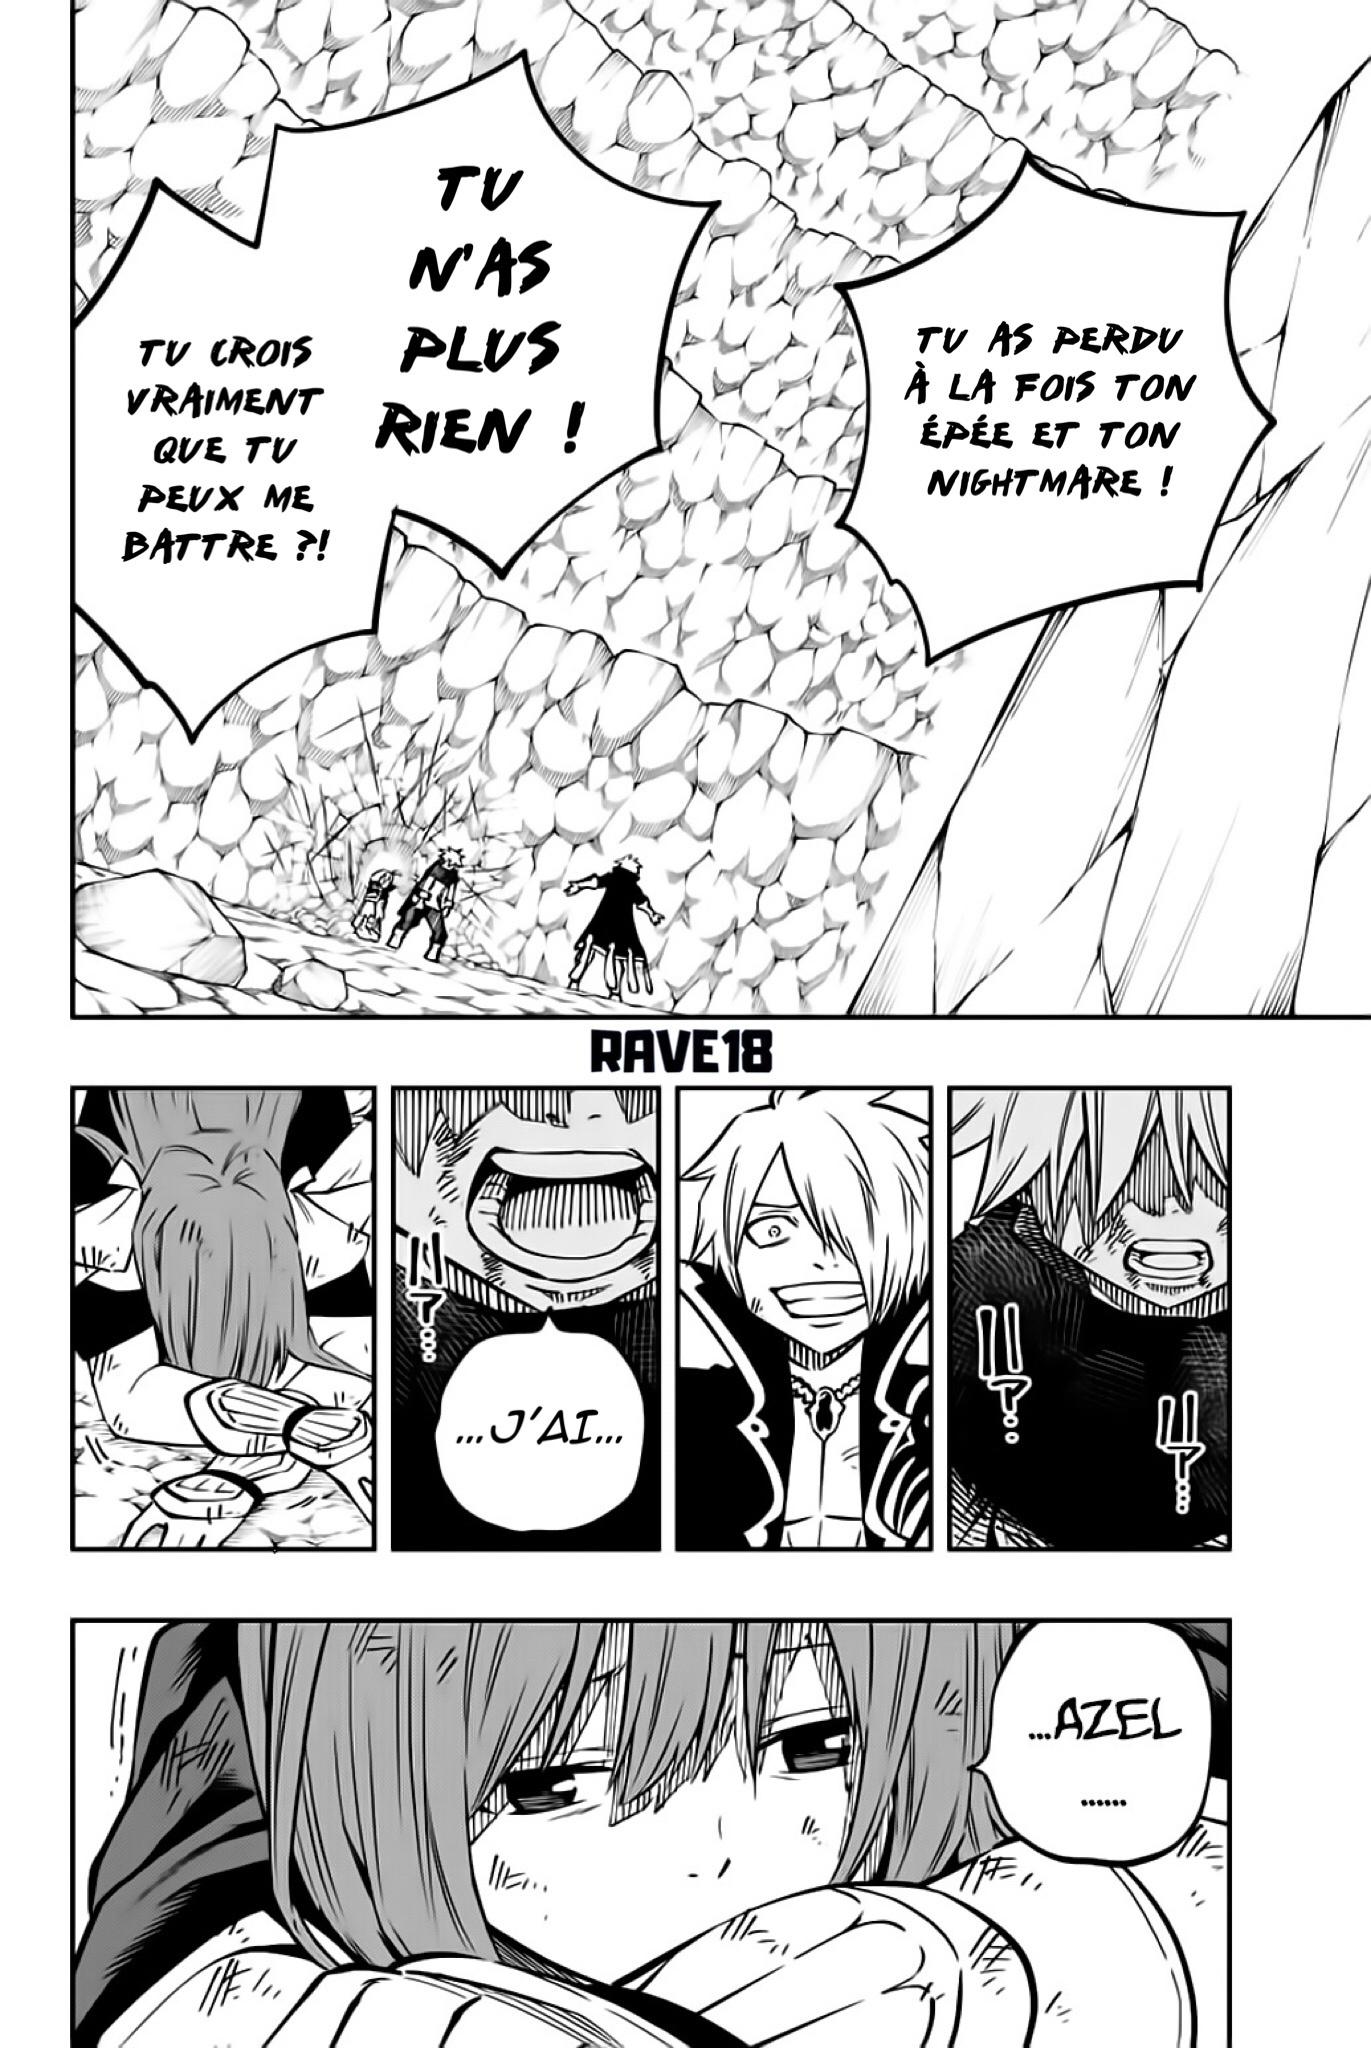 TU AS PERDU
À LA FOIS TON
ÉPÉE ET TON
NIGHTMARE !
TU
N'AS
PLUS
RIEN !
TU CROIS
VRAIMENT
QUE TU
PEUX ME
BATTRE ?!
RAVE18
ハァ…
ハァ…
ハァ…
...J'AI...
...AZEL
......